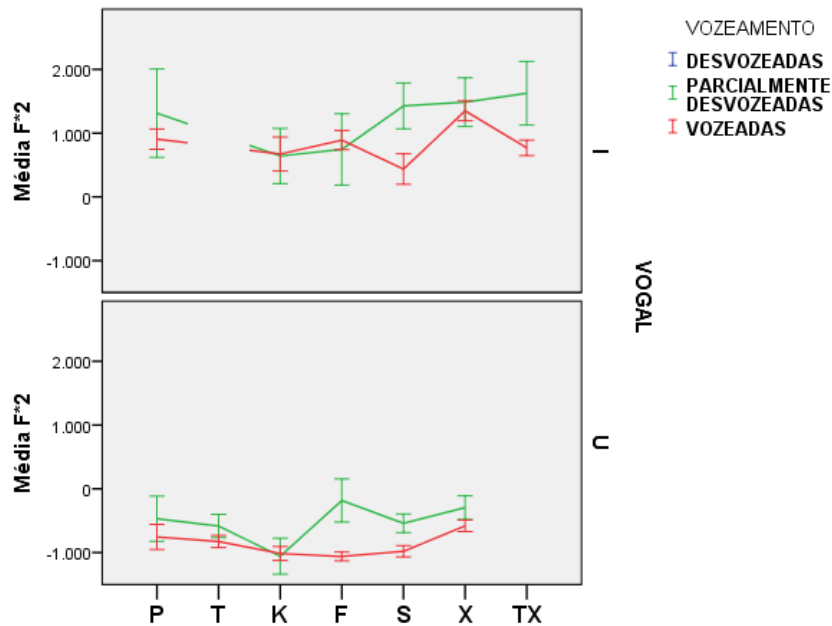 VOZEAMENTO
DESVOZEADAS
PARCIALMENTE
DESVOZEADAS
VOZEADAS
Média F*2
2.000
1.000
0
-1.000
I
VOGAL
Média F*2
2.000
1.000
0
-1.000
U
P T K F S X TX